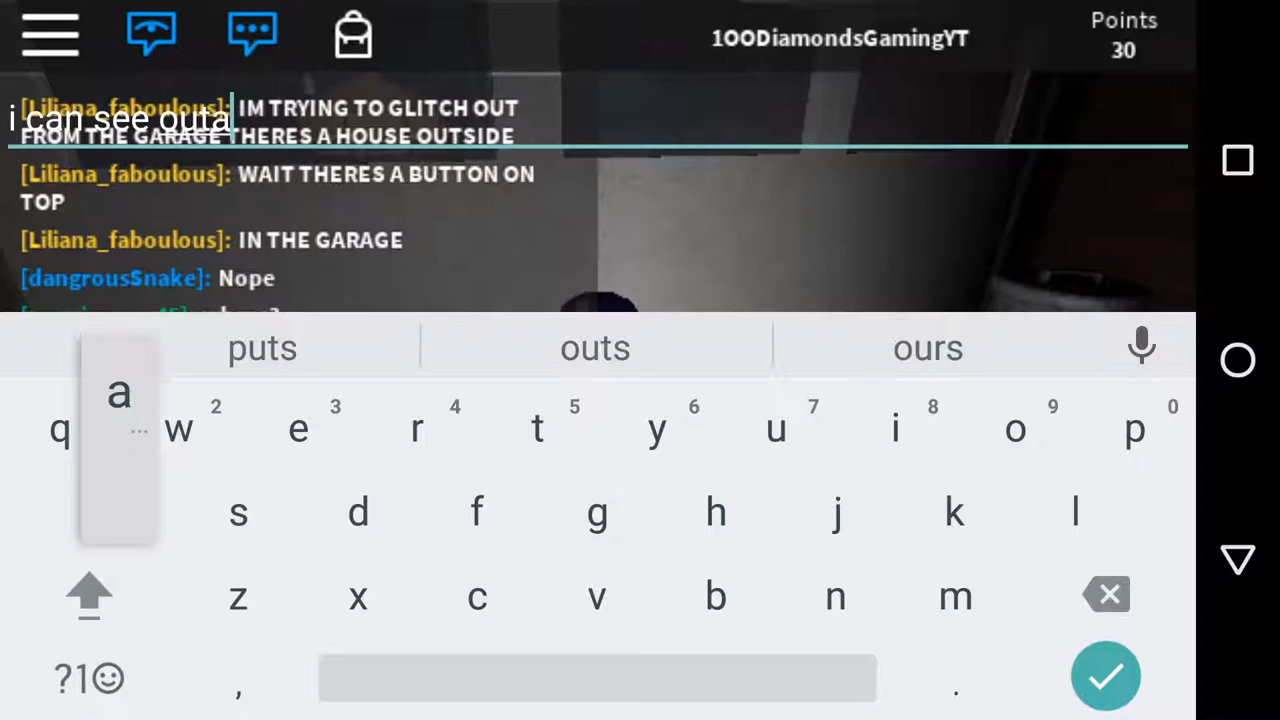 Points
100DiamondsGamingYT
30
[Liliana_faboulous]: IM TRYING TO GLITCH OUT
i can see outa
FROM THE GARAGE THERES A HOUSE OUTSIDE
[Liliana_faboulous]: WAIT THERES A BUTTON ON
TOP
[Liliana_faboulous]: IN THE GARAGE
[dangrousSnake]: Nope
puts outs ours
a
2 3 4 5 6 7 8 9 0
q w e r t y u i o p
s d f g h j k l
z x c v b n m
?1☺ , .